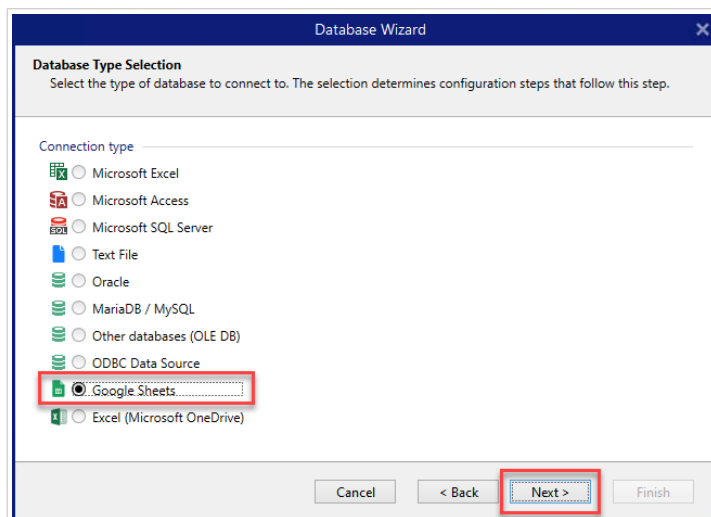 Database Wizard
Database Type Selection
Select the type of database to connect to. The selection determines configuration steps that follow this step.
Connection type
Microsoft Excel
Microsoft Access
SQL
Microsoft SQL Server
Text File
Oracle
MariaDB / MySQL
Other databases (OLE DB)
ODBC Data Source
Google Sheets
Excel (Microsoft OneDrive)
Cancel
< Back
Next >
Finish